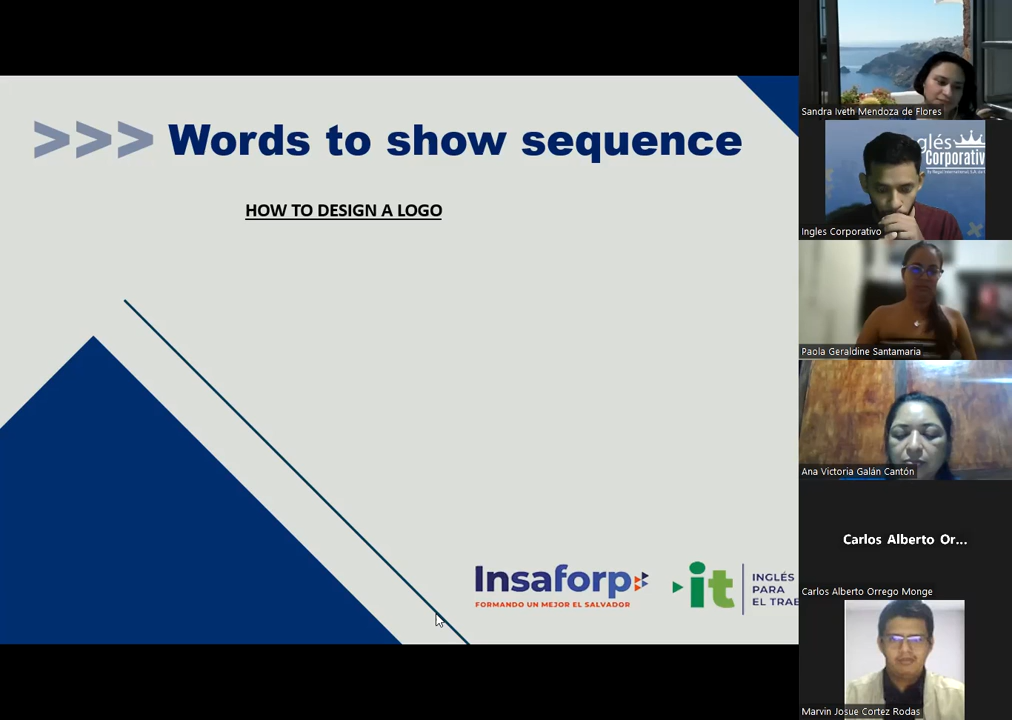 >>> Words to show sequence
HOW TO DESIGN A LOGO
Insaforp
FORMANDO UN MEJOR EL SALVADOR
it
INGLÉS
PARA
EL TRAB
Sandra Iveth Mendoza de Flores
glés
Corporativ
Ingles Corporativo
Paola Geraldine Santamaria
Ana Victoria Galán Cantón
Carlos Alberto Or...
Carlos Alberto Orrego Monge
Marvin Josue Cortez Rodas